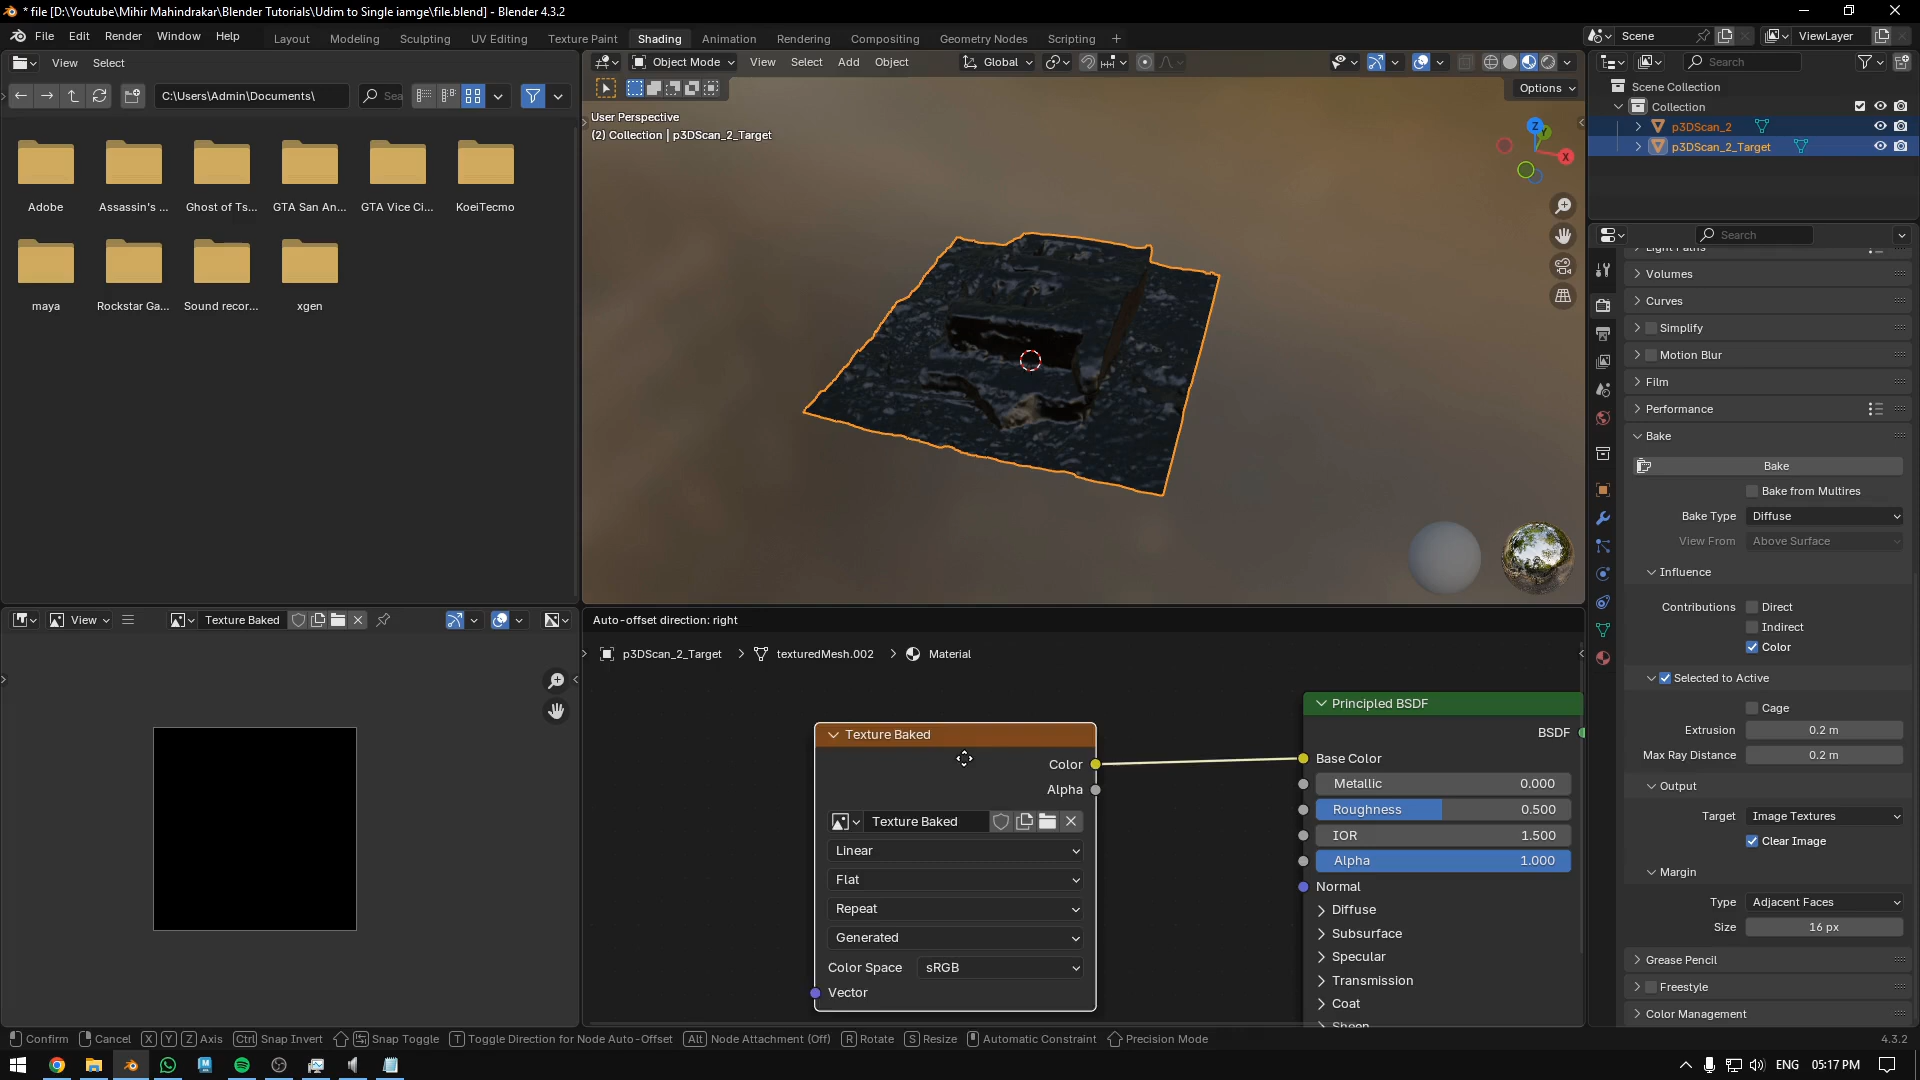 * file [D:\Youtube\Mihir Mahindrakar\Blender Tutorials\Udim to Single iamge\file.blend] - Blender 4.3.2
File Edit Render Window Help
Layout Modeling Sculpting UV Editing Texture Paint Shading Animation Rendering Compositing Geometry Nodes Scripting +
Scene ViewLayer
View Select
Object Mode View Select Add Object Global
Search
C:\Users\Admin\Documents\ Sea
Options
Scene Collection
Collection
p3DScan_2
p3DScan_2_Target
User Perspective
(2) Collection | p3DScan_2_Target
Z Y X
Adobe Assassin's ... Ghost of Ts... GTA San An... GTA Vice Ci... KoeiTecmo
maya Rockstar Ga... Sound recor... xgen
Search
Volumes
Curves
Simplify
Motion Blur
Film
Performance
Bake
Bake
Bake from Multires
Bake Type Diffuse
View From Above Surface
Influence
Contributions Direct
Indirect
Color
Selected to Active
Cage
Extrusion 0.2 m
Max Ray Distance 0.2 m
Output
Target Image Textures
Clear Image
Margin
Type Adjacent Faces
Size 16 px
Grease Pencil
Freestyle
Color Management
View Texture Baked
Auto-offset direction: right
p3DScan_2_Target > texturedMesh.002 > Material
Texture Baked
Color
Alpha
Texture Baked
Linear
Flat
Repeat
Generated
Color Space sRGB
Vector
Principled BSDF
BSDF
Base Color
Metallic 0.000
Roughness 0.500
IOR 1.500
Alpha 1.000
Normal
Diffuse
Subsurface
Specular
Transmission
Coat
Confirm Cancel X Y Z Axis Ctrl Snap Invert Snap Toggle T Toggle Direction for Node Auto-Offset Alt Node Attachment (Off) R Rotate S Resize Automatic Constraint Precision Mode
4.3.2
ENG 05:17 PM